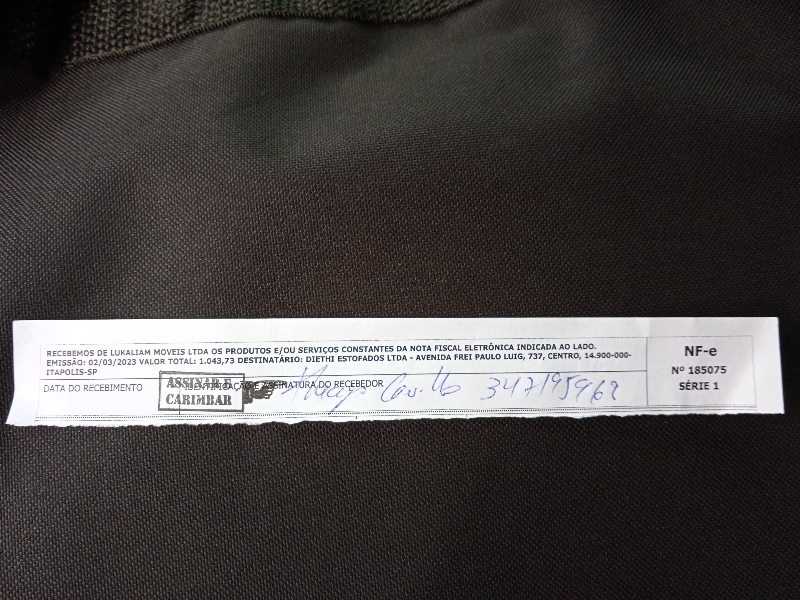 RECEBEMOS DE LUKALIAM MOVEIS LTDA OS PRODUTOS E/OU SERVIÇOS CONSTANTES DA NOTA FISCAL ELETRÔNICA INDICADA AO LADO.
EMISSÃO: 02/03/2023 VALOR TOTAL: 1.043,73 DESTINATÁRIO: DIETHI ESTOFADOS LTDA - AVENIDA FREI PAULO LUIG, 737, CENTRO, 14.900-000-
ITAPOLIS-SP
DATA DO RECEBIMENTO
IDENTIFICAÇÃO E ASSINATURA DO RECEBEDOR
ASSINAR E
CARIMBAR
347195962
NF-e
Nº 185075
SÉRIE 1